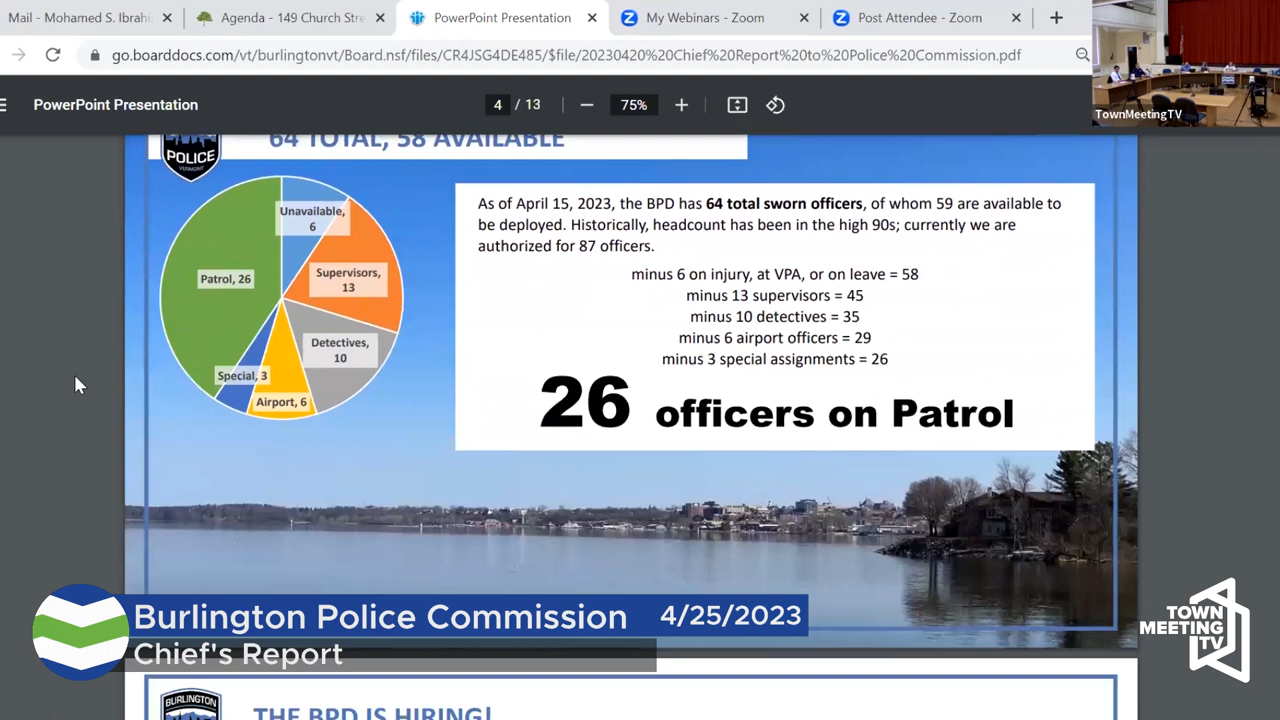 Mail - Mohamed S. Ibrahi
Agenda - 149 Church Stre
PowerPoint Presentation
My Webinars - Zoom
Post Attendee - Zoom
go.boarddocs.com/vt/burlingtonvt/Board.nsf/files/CR4JSG4DE485/$file/20230420%20Chief%20Report%20to%20Police%20Commission.pdf
TownMeetingTV
PowerPoint Presentation
4 / 13
75%
POLICE
VERMONT
64 TOTAL, 58 AVAILABLE
Unavailable,
6
Supervisors,
13
Patrol, 26
Detectives,
10
Special, 3
Airport, 6
As of April 15, 2023, the BPD has 64 total sworn officers, of whom 59 are available to
be deployed. Historically, headcount has been in the high 90s; currently we are
authorized for 87 officers.
minus 6 on injury, at VPA, or on leave = 58
minus 13 supervisors = 45
minus 10 detectives = 35
minus 6 airport officers = 29
minus 3 special assignments = 26
26 officers on Patrol
Burlington Police Commission 4/25/2023
Chief's Report
TOWN
MEETING
TV
BURLINGTON
THE BPD IS HIRING!